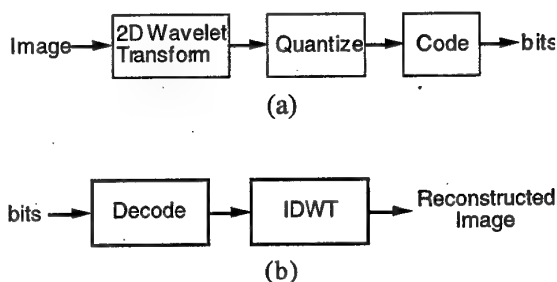 Image
2D Wavelet
Transform
Quantize
Code
bits
(a)
bits
Decode
IDWT
Reconstructed
Image
(b)